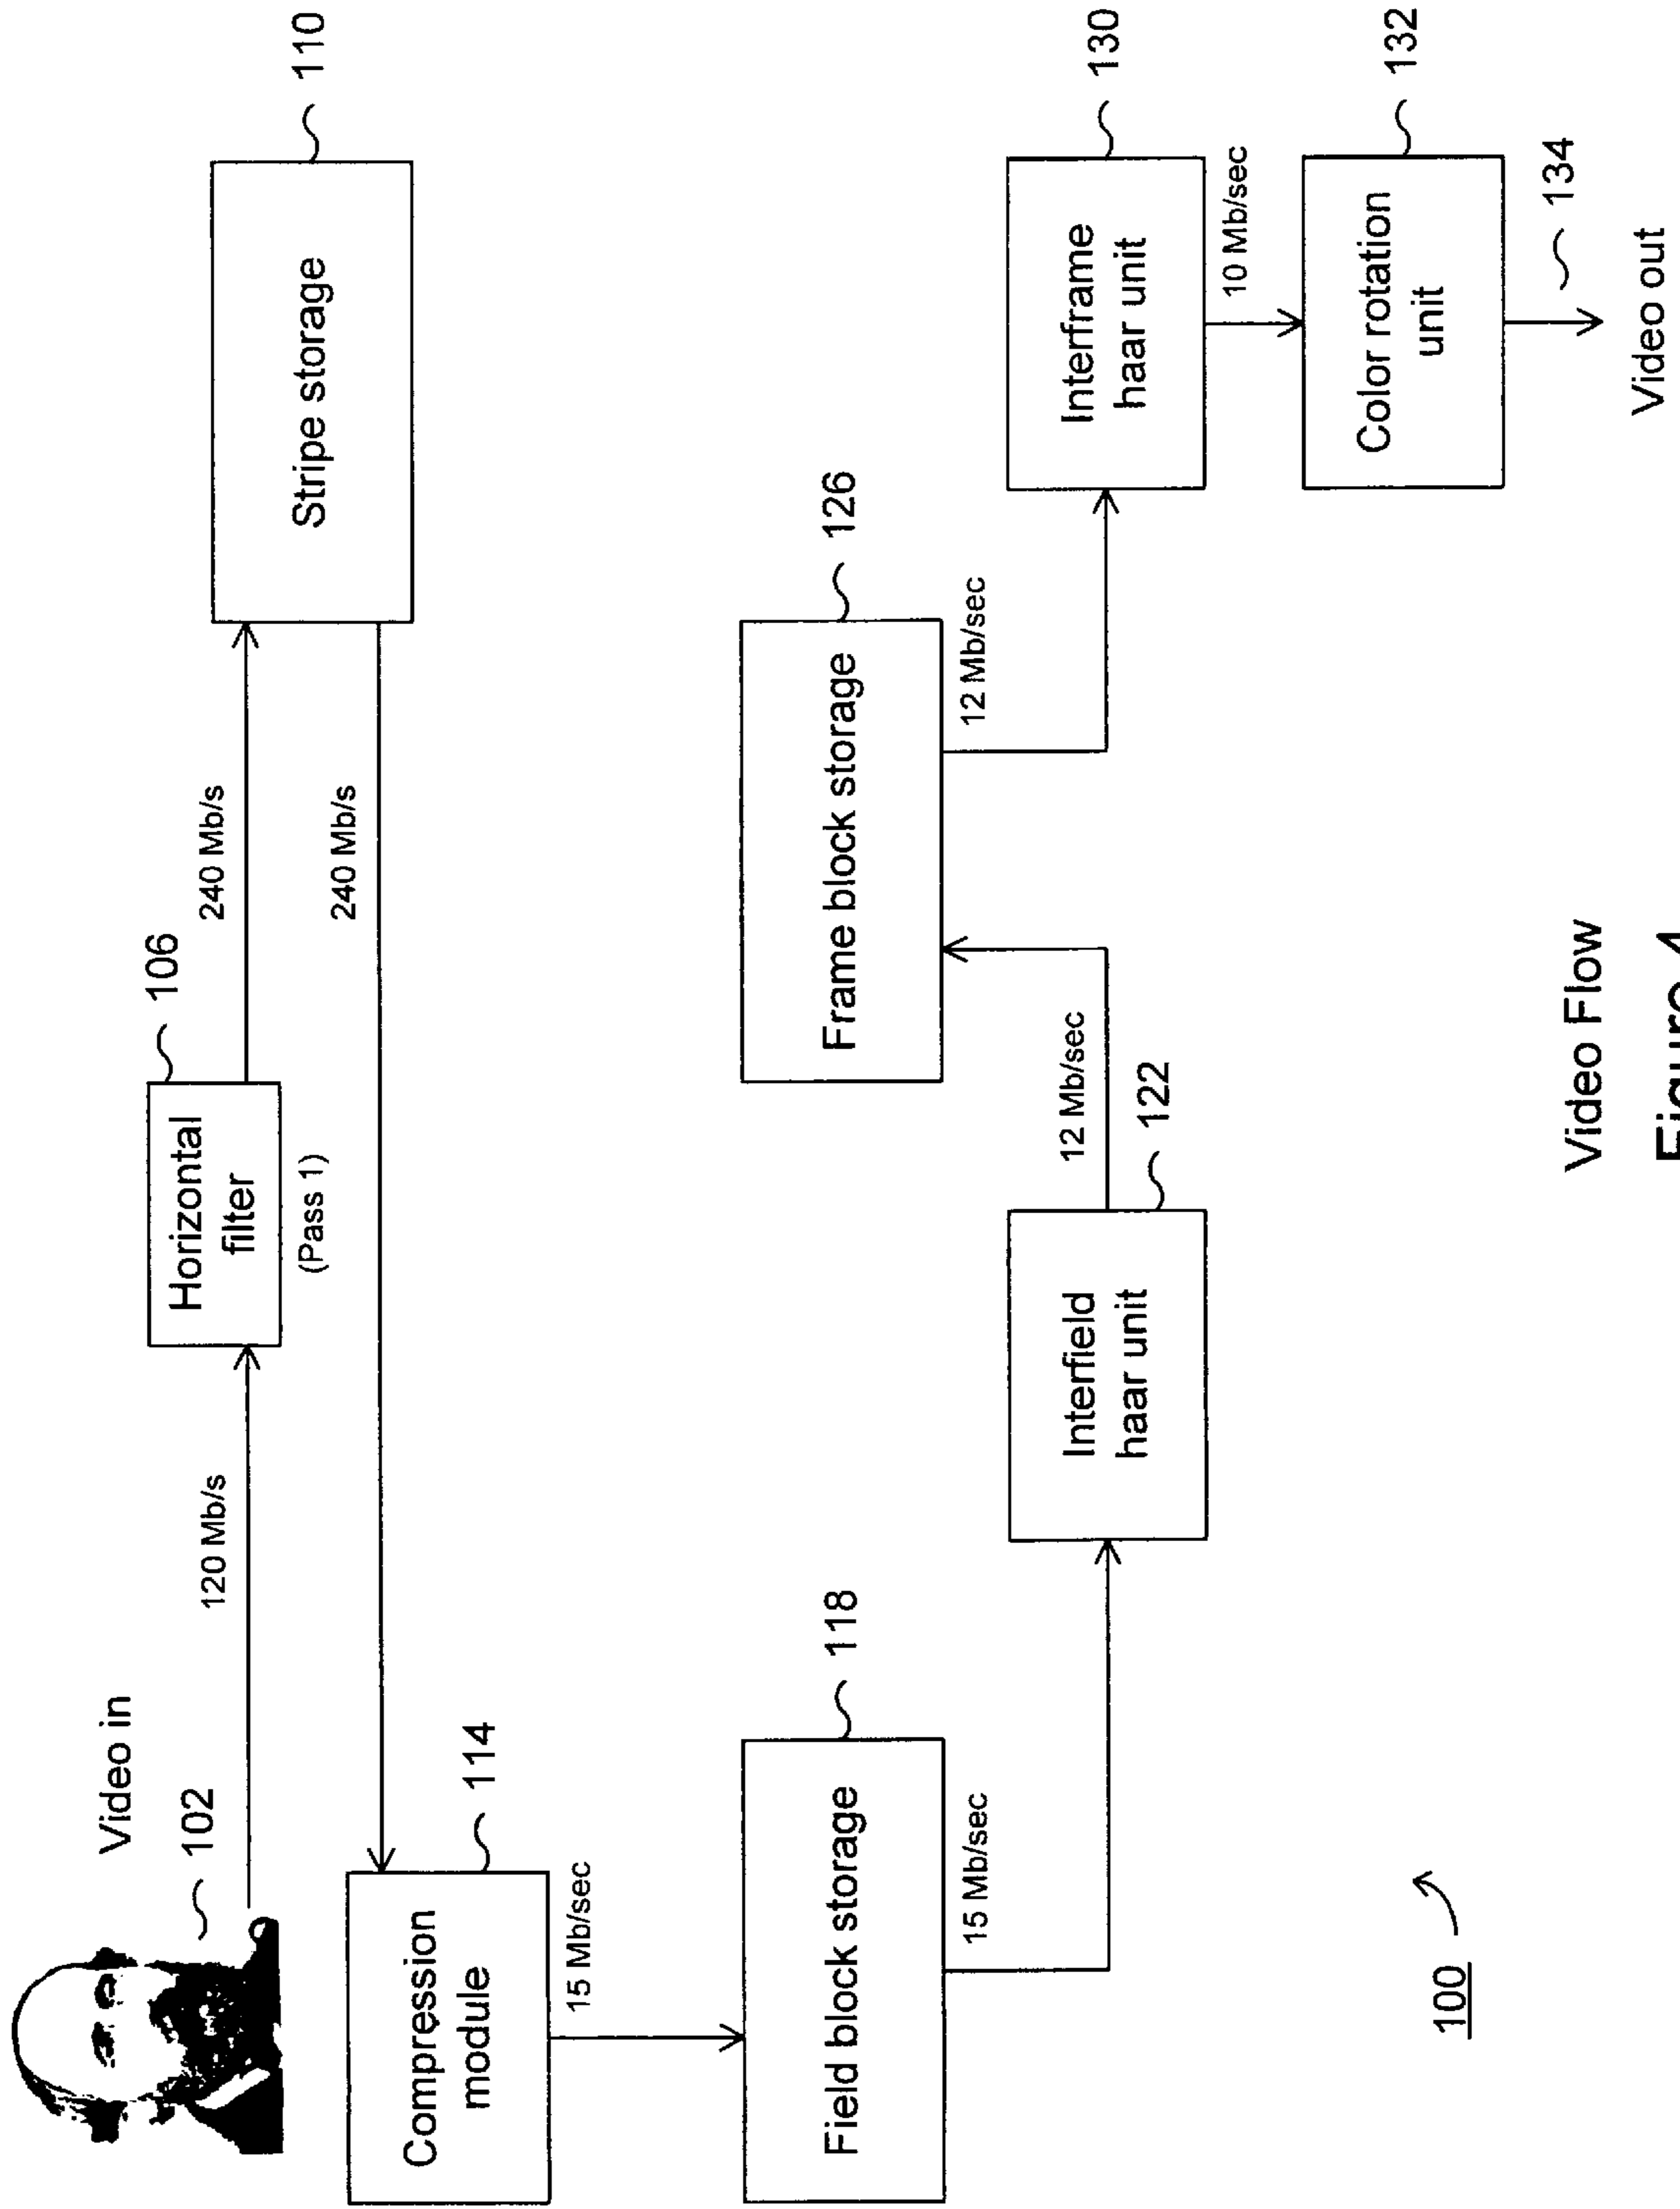 Video in
102
120 Mb/s
Horizontal
filter
106
(Pass 1)
240 Mb/s
Stripe storage
110
240 Mb/s
Compression
module
114
15 Mb/sec
Field block storage
118
15 Mb/sec
Interfield
haar unit
122
12 Mb/sec
Frame block storage
126
12 Mb/sec
Interframe
haar unit
130
10 Mb/sec
Color rotation
unit
132
134
Video out
100
Video Flow
Figure 4